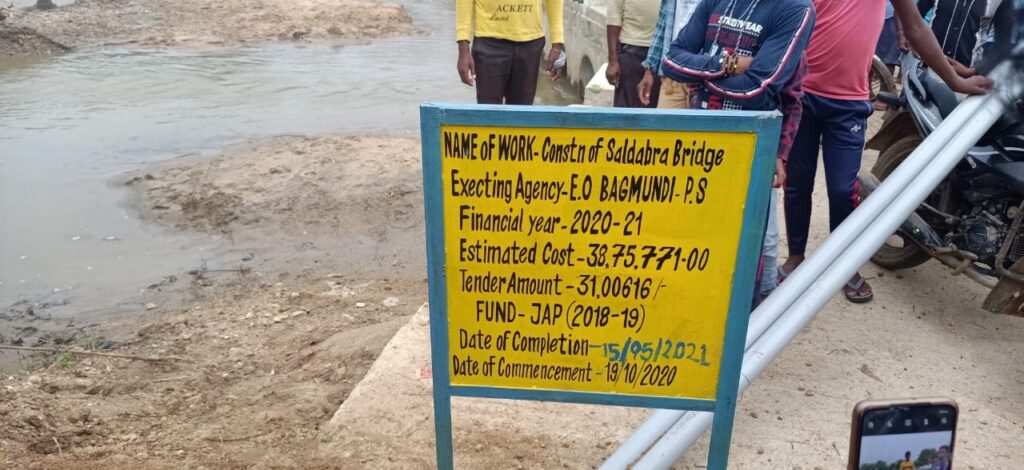 ACKETT
Limited
NAME OF WORK- Constn of Saldabra Bridge
Execting Agency-E.O BAGMUNDI-P.S
Financial year-2020-21
Estimated Cost-38,75,771-00
Tender Amount-31,00616/-
FUND- JAP (2018-19)
Date of Completion-15/05/2021
Date of Commencement-19/10/2020